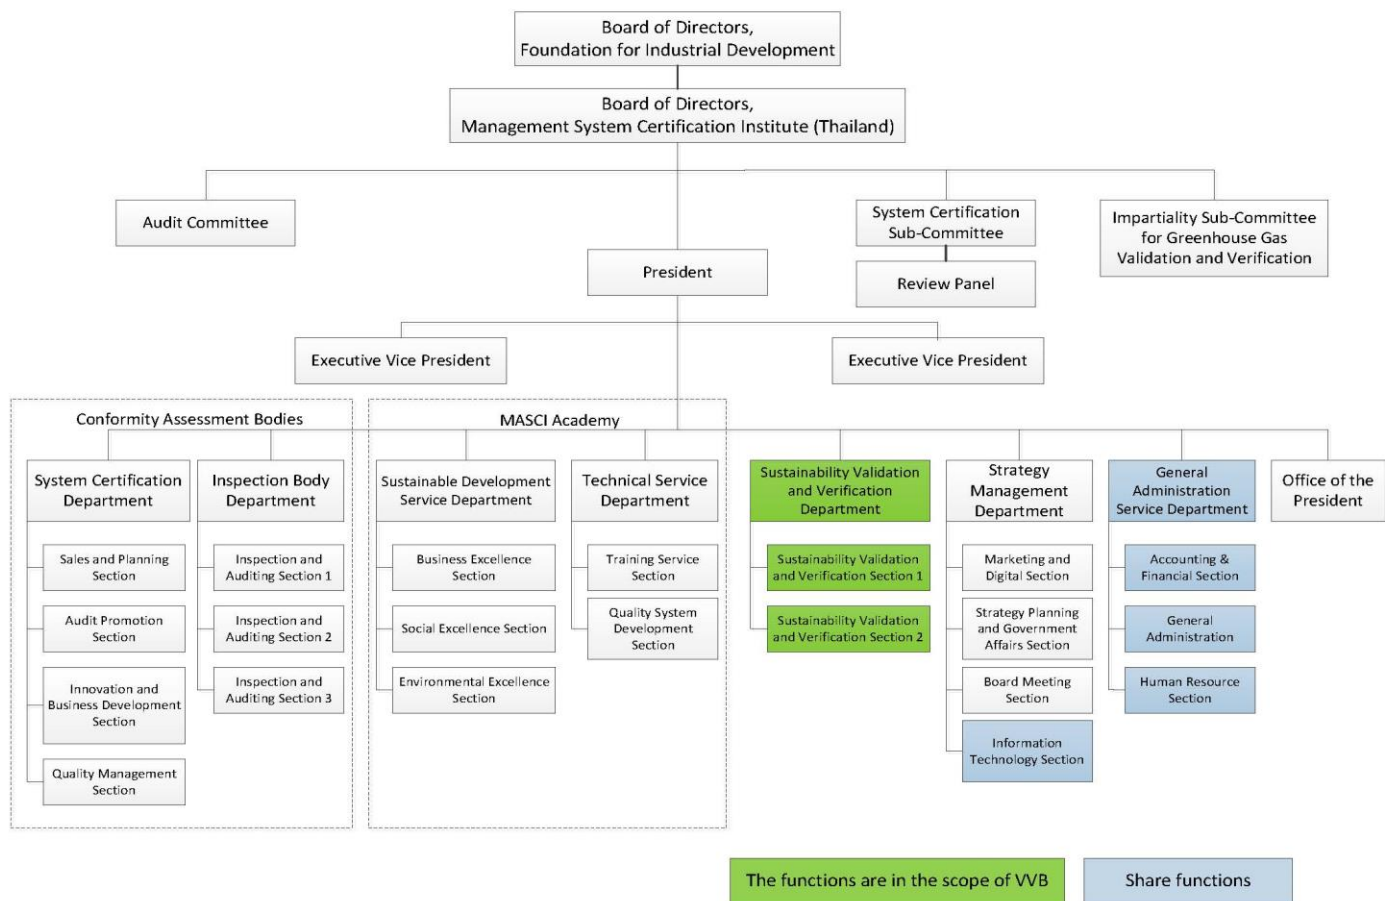 Board of Directors,
Foundation for Industrial Development
Board of Directors,
Management System Certification Institute (Thailand)
Audit Committee
System Certification
Sub-Committee
Impartiality Sub-Committee
for Greenhouse Gas
Validation and Verification
Review Panel
President
Executive Vice President
Executive Vice President
Conformity Assessment Bodies
MASCI Academy
System Certification
Department
Inspection Body
Department
Sustainable Development
Service Department
Technical Service
Department
Sustainability Validation
and Verification
Department
Strategy
Management
Department
General
Administration
Service Department
Office of the
President
Sales and Planning
Section
Audit Promotion
Section
Innovation and
Business Development
Section
Quality Management
Section
Inspection and
Auditing Section 1
Inspection and
Auditing Section 2
Inspection and
Auditing Section 3
Business Excellence
Section
Social Excellence Section
Environmental Excellence
Section
Training Service
Section
Quality System
Development
Section
Sustainability Validation
and Verification Section 1
Sustainability Validation
and Verification Section 2
Marketing and
Digital Section
Strategy Planning
and Government
Affairs Section
Board Meeting
Section
Information
Technology Section
Accounting &
Financial Section
General
Administration
Human Resource
Section
The functions are in the scope of VVB
Share functions